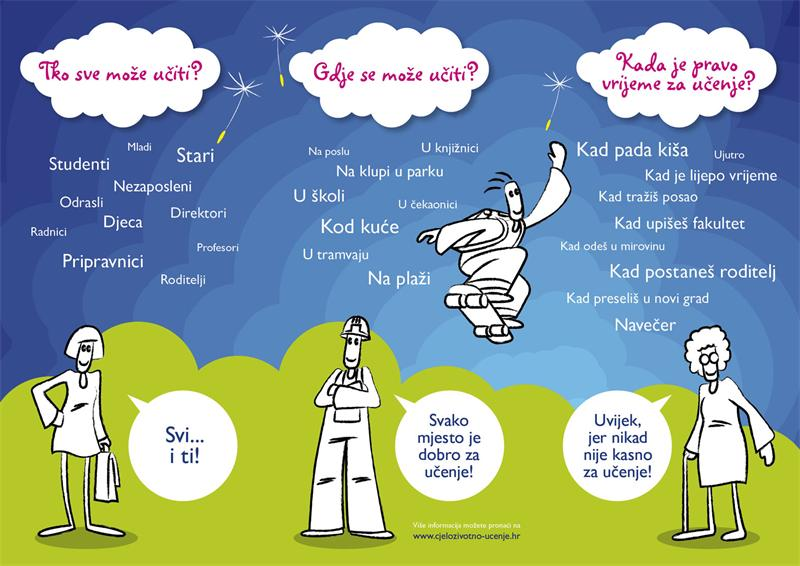 Tko sve može učiti?
Mladi
Studenti
Stari
Nezaposleni
Odrasli
Djeca
Direktori
Radnici
Profesori
Pripravnici
Roditelji
Svi...
i ti!
Gdje se može učiti?
Na poslu
U knjižnici
Na klupi u parku
U školi
U čekaonici
Kod kuće
U tramvaju
Na plaži
Svako
mjesto je
dobro za
učenje!
Kada je pravo
vrijeme za učenje?
Kad pada kiša
Ujutro
Kad je lijepo vrijeme
Kad tražiš posao
Kad upišeš fakultet
Kad odeš u mirovinu
Kad postaneš roditelj
Kad preseliš u novi grad
Navečer
Uvijek,
jer nikad
nije kasno
za učenje!
Više informacija možete pronaći na
www.cjelozivotno-ucenje.hr